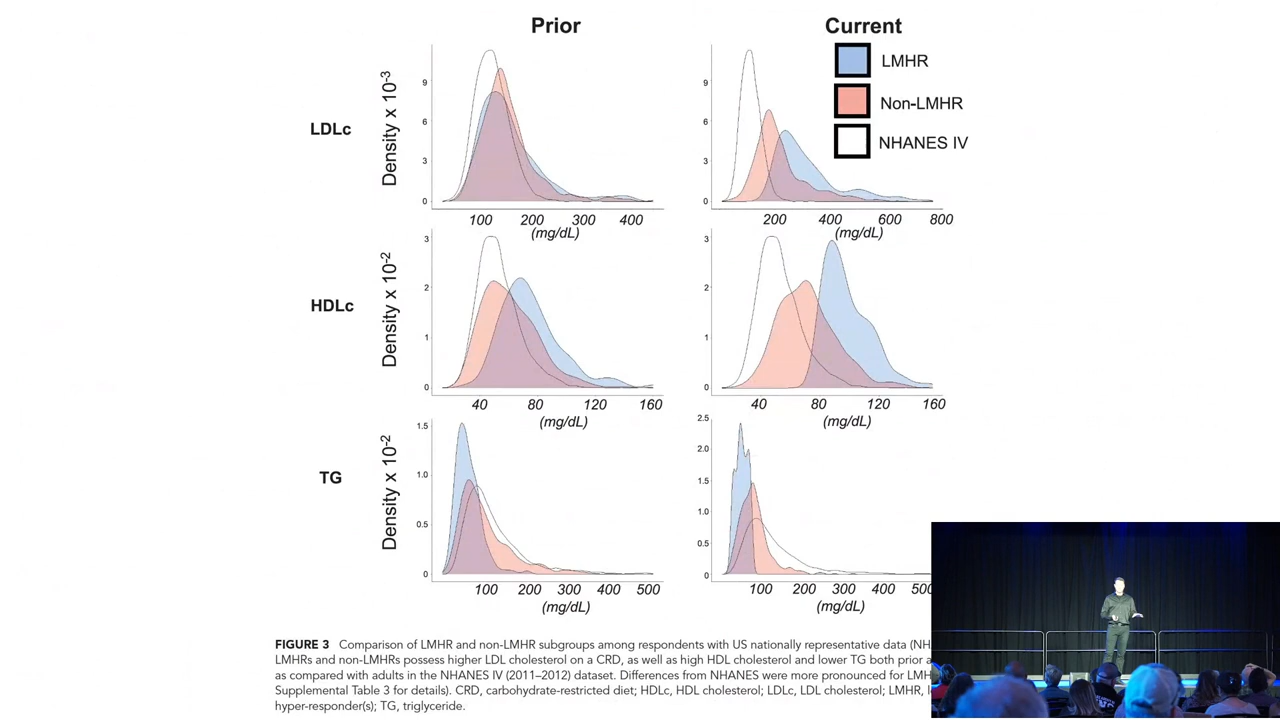 Prior
Current
LMHR
Non-LMHR
NHANES IV
LDLc
Density x 10-3
9
6
3
0
100 200 300 400
(mg/dL)
9
6
3
0
200 400 600 800
(mg/dL)
HDLc
Density x 10-2
3
2
1
0
40 80 120 160
(mg/dL)
3
2
1
0
40 80 120 160
(mg/dL)
TG
Density x 10-2
1.5
1.0
0.5
0
100 200 300 400 500
(mg/dL)
2.5
2.0
1.5
1.0
0.5
0
100 200 300 400 500
(mg/dL)
FIGURE 3 Comparison of LMHR and non-LMHR subgroups among respondents with US nationally representative data (NH
LMHRs and non-LMHRs possess higher LDL cholesterol on a CRD, as well as high HDL cholesterol and lower TG both prior a
as compared with adults in the NHANES IV (2011–2012) dataset. Differences from NHANES were more pronounced for LMH
Supplemental Table 3 for details). CRD, carbohydrate-restricted diet; HDLc, HDL cholesterol; LDLc, LDL cholesterol; LMHR, l
hyper-responder(s); TG, triglyceride.